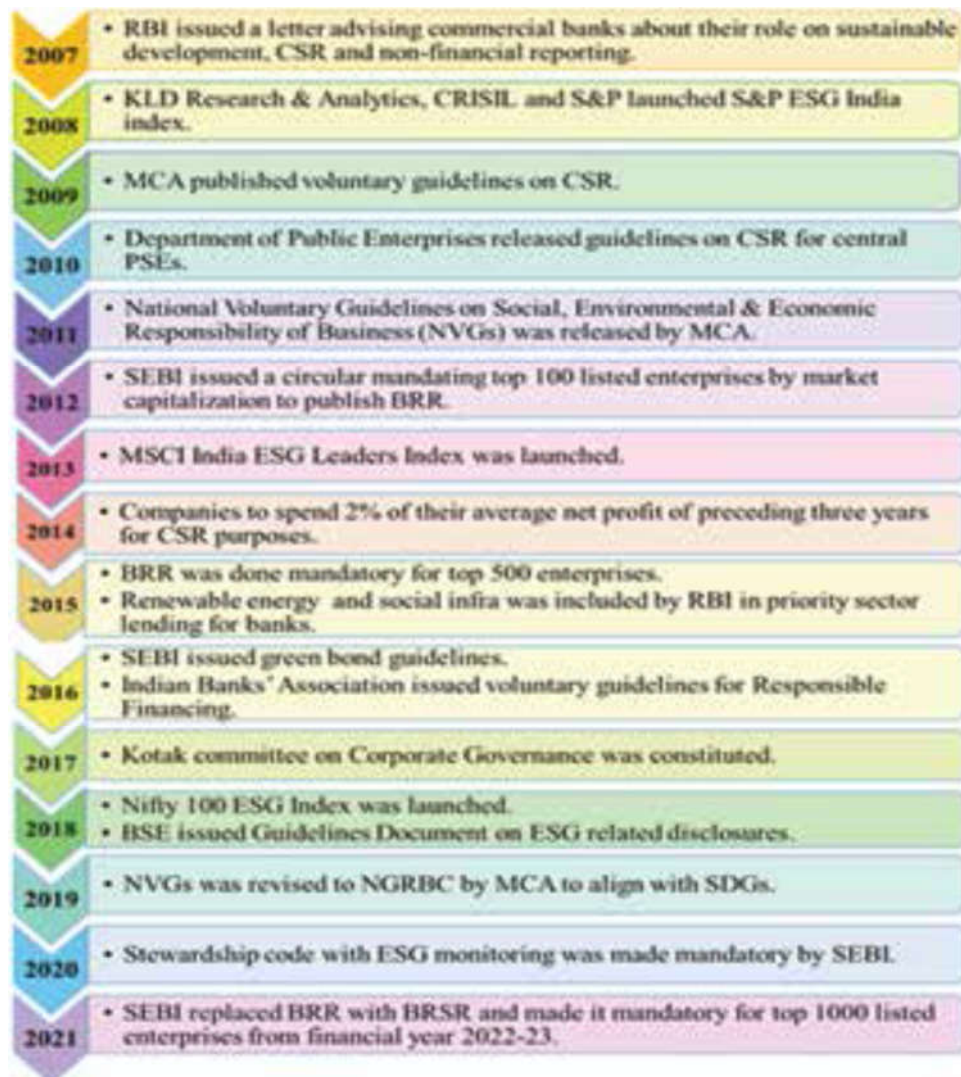 2007
• RBI issued a letter advising commercial banks about their role on sustainable
development, CSR and non-financial reporting.
2008
• KLD Research & Analytics, CRISIL and S&P launched S&P ESG India
index.
2009
• MCA published voluntary guidelines on CSR.
2010
• Department of Public Enterprises released guidelines on CSR for central
PSEs.
2011
• National Voluntary Guidelines on Social, Environmental & Economic
Responsibility of Business (NVGs) was released by MCA.
2012
• SEBI issued a circular mandating top 100 listed enterprises by market
capitalization to publish BRR.
2013
• MSCI India ESG Leaders Index was launched.
2014
• Companies to spend 2% of their average net profit of preceding three years
for CSR purposes.
2015
• BRR was done mandatory for top 500 enterprises.
• Renewable energy and social infra was included by RBI in priority sector
lending for banks.
2016
• SEBI issued green bond guidelines.
• Indian Banks' Association issued voluntary guidelines for Responsible
Financing.
2017
• Kotak committee on Corporate Governance was constituted.
2018
• Nifty 100 ESG Index was launched.
• BSE issued Guidelines Document on ESG related disclosures.
2019
• NVGs was revised to NGRBC by MCA to align with SDGs.
2020
• Stewardship code with ESG monitoring was made mandatory by SEBI.
2021
• SEBI replaced BRR with BRSR and made it mandatory for top 1000 listed
enterprises from financial year 2022-23.